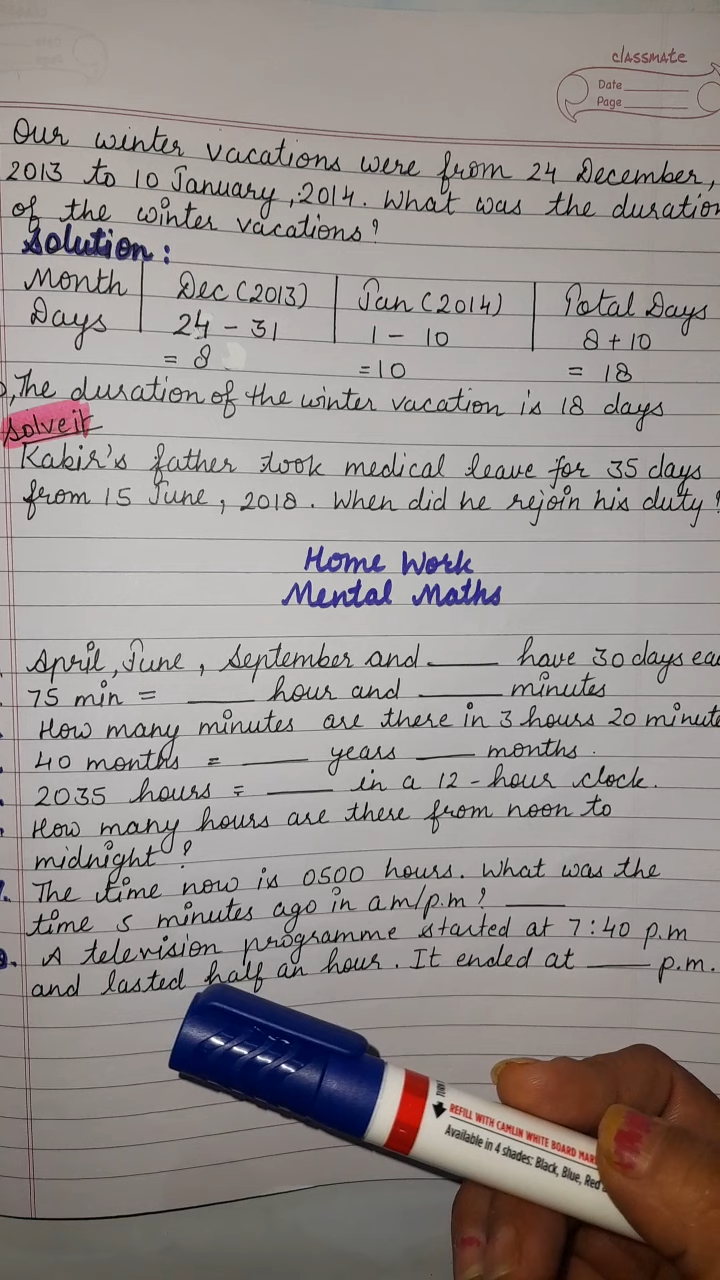 classmate
Date
Page
Our winter vacations were from 24 December,
2013 to 10 January, 2014. What was the duration
of the winter vacations?
Solution:
Month | Dec (2013) | Jan (2014) | Total Days
Days | 24 - 31 | 1 - 10 | 8 + 10
= 8 =10 = 18
The duration of the winter vacation is 18 days
Solve it
Kabir's father took medical leave for 35 days
from 15 June, 2018. When did he rejoin his duty?
Home Work
Mental Maths
April, June, September and ____ have 30 days ea
75 min = ____ hour and ____ minutes
How many minutes are there in 3 hours 20 minute
40 months = ____ years ____ months.
2035 hours = ____ in a 12-hour clock.
How many hours are there from noon to
midnight?
7. The time now is 0500 hours. What was the
time 5 minutes ago in am/p.m? ____
A television programme started at 7:40 p.m
and lasted half an hour. It ended at ____ p.m.
REFILL WITH CAMLIN WHITE BOARD MAR
Available in 4 shades: Black, Blue, Red